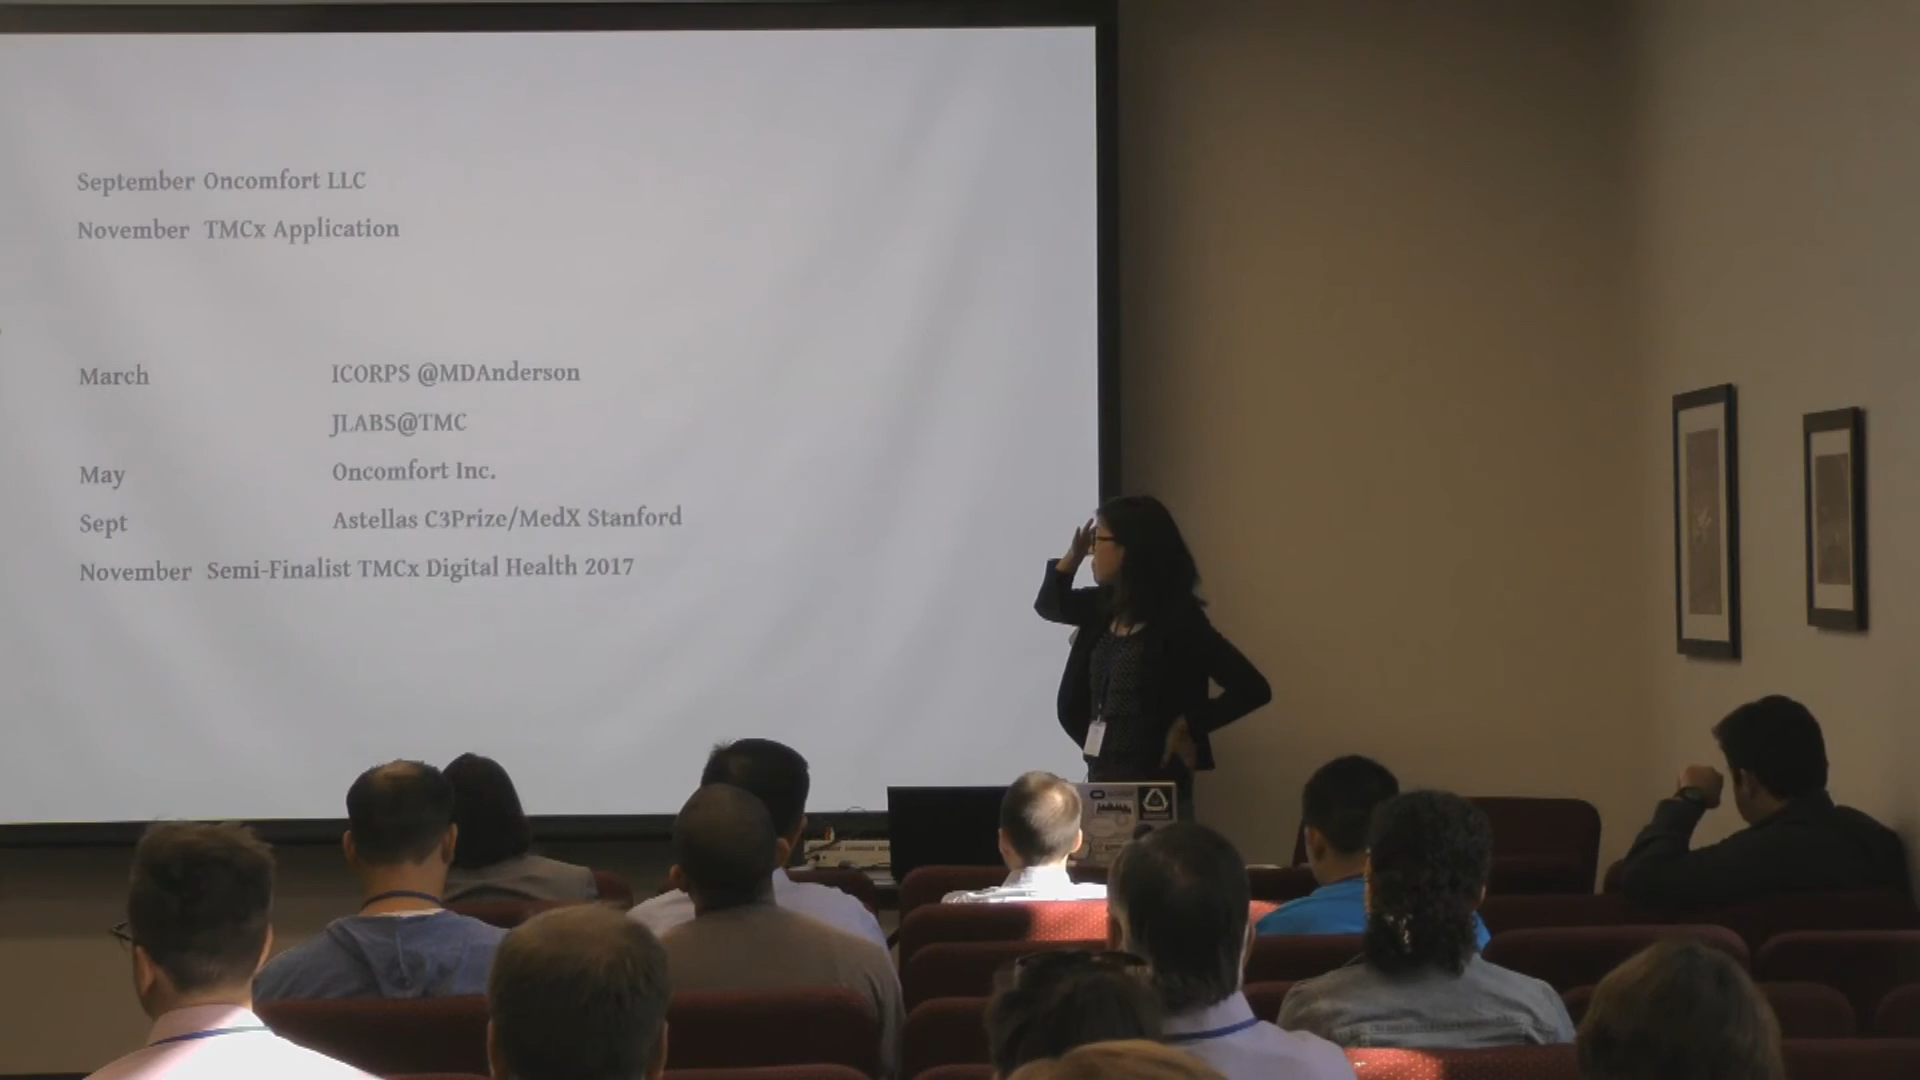 September Oncomfort LLC
November TMCx Application
March ICORPS @MDAnderson
JLABS@TMC
May Oncomfort Inc.
Sept Astellas C3Prize/MedX Stanford
November Semi-Finalist TMCx Digital Health 2017